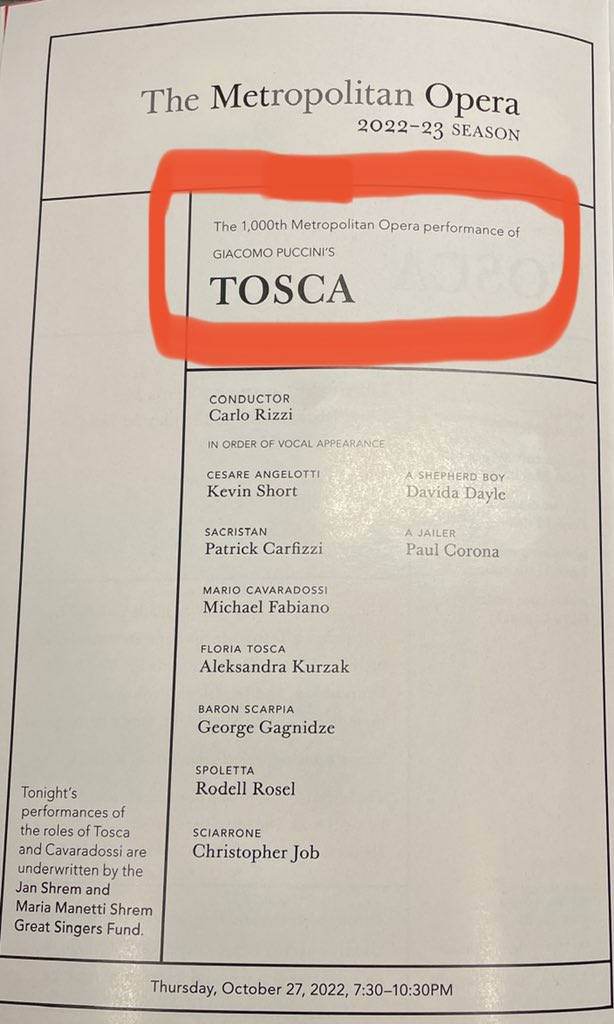 The Metropolitan Opera
2022–23 SEASON
The 1,000th Metropolitan Opera performance of
GIACOMO PUCCINI'S
TOSCA
CONDUCTOR
Carlo Rizzi
IN ORDER OF VOCAL APPEARANCE
CESARE ANGELOTTI
Kevin Short
SACRISTAN
Patrick Carfizzi
MARIO CAVARADOSSI
Michael Fabiano
FLORIA TOSCA
Aleksandra Kurzak
BARON SCARPIA
George Gagnidze
SPOLETTA
Rodell Rosel
SCIARRONE
Christopher Job
A SHEPHERD BOY
Davida Dayle
A JAILER
Paul Corona
Tonight's
performances of
the roles of Tosca
and Cavaradossi are
underwritten by the
Jan Shrem and
Maria Manetti Shrem
Great Singers Fund.
Thursday, October 27, 2022, 7:30–10:30PM